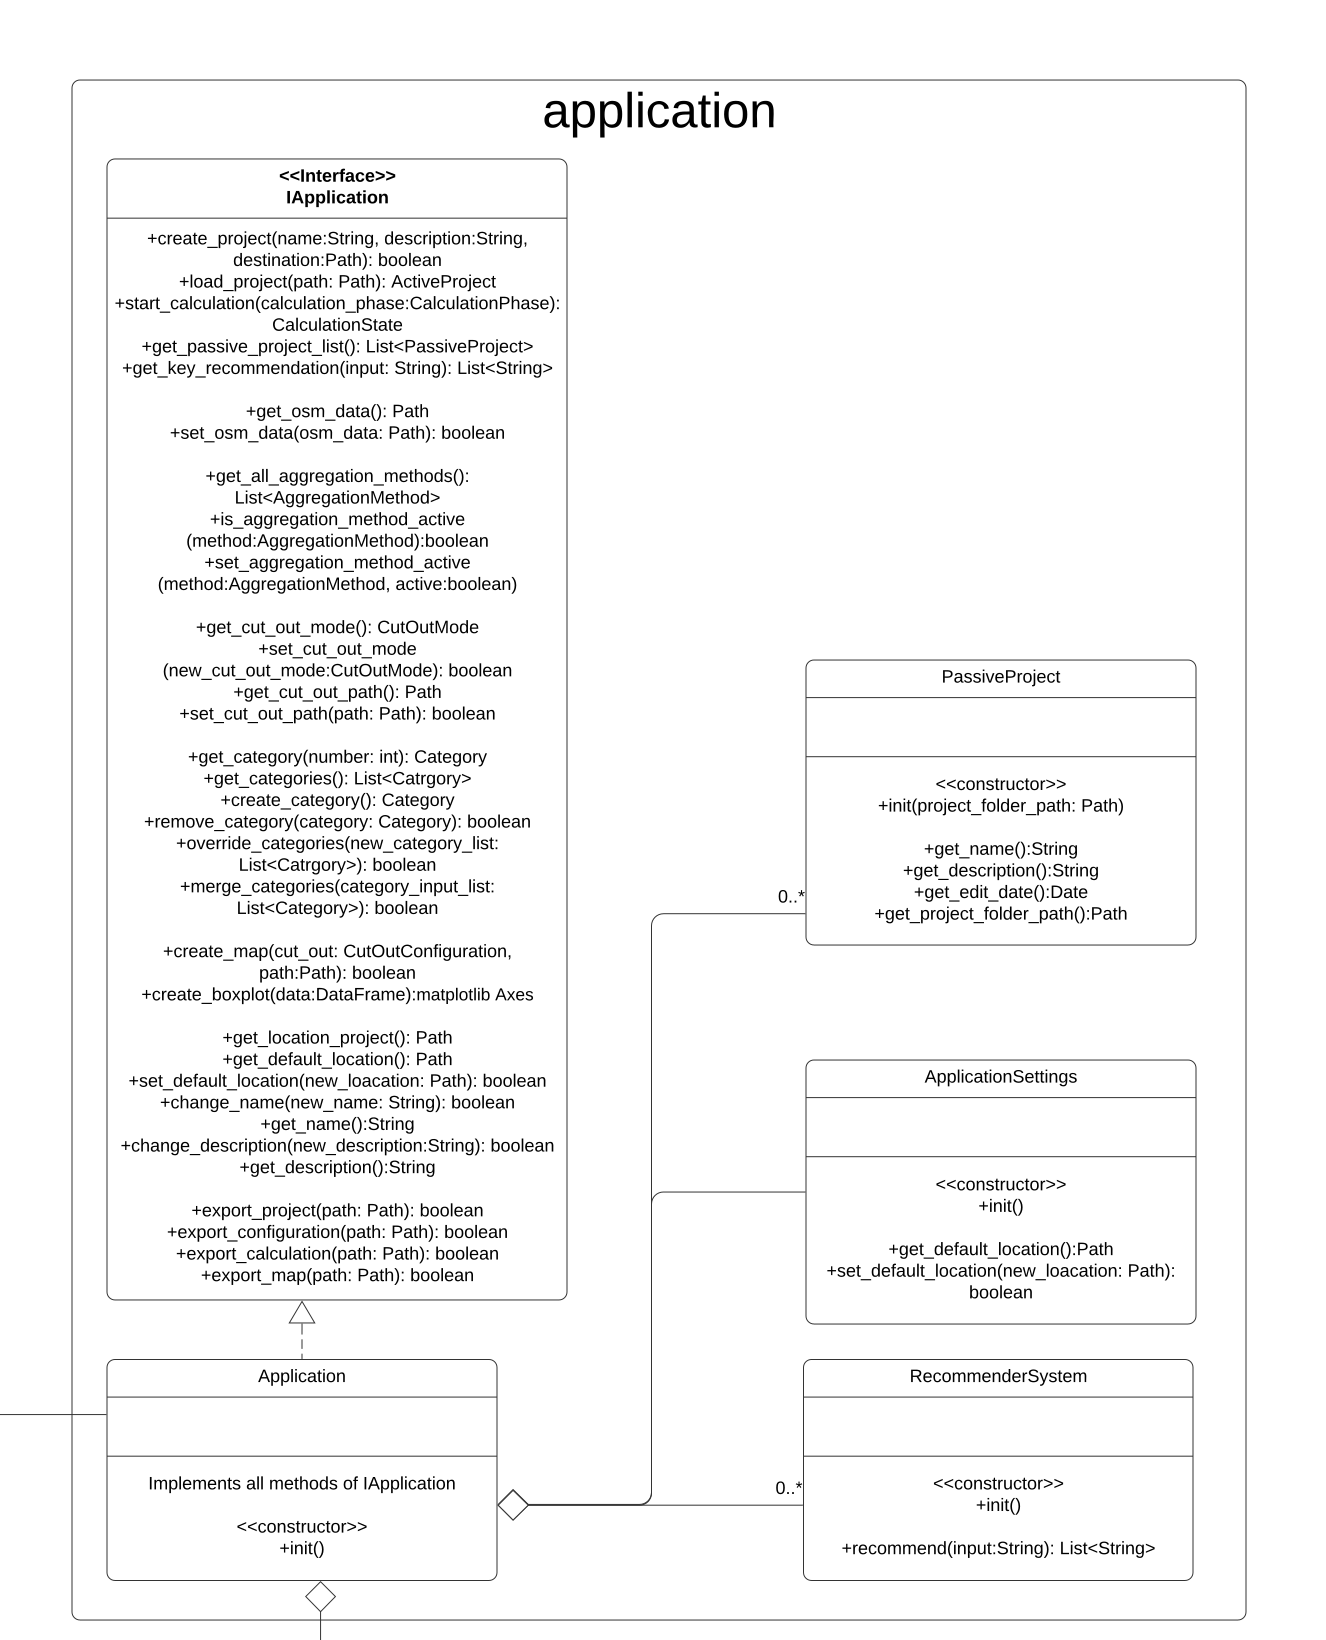 application
<<Interface>>
IApplication
+create_project(name:String, description:String,
destination:Path): boolean
+load_project(path: Path): ActiveProject
+start_calculation(calculation_phase:CalculationPhase):
CalculationState
+get_passive_project_list(): List<PassiveProject>
+get_key_recommendation(input: String): List<String>
+get_osm_data(): Path
+set_osm_data(osm_data: Path): boolean
+get_all_aggregation_methods():
List<AggregationMethod>
+is_aggregation_method_active
(method:AggregationMethod):boolean
+set_aggregation_method_active
(method:AggregationMethod, active:boolean)
+get_cut_out_mode(): CutOutMode
+set_cut_out_mode
(new_cut_out_mode:CutOutMode): boolean
+get_cut_out_path(): Path
+set_cut_out_path(path: Path): boolean
+get_category(number: int): Category
+get_categories(): List<Catrgory>
+create_category(): Category
+remove_category(category: Category): boolean
+override_categories(new_category_list:
List<Catrgory>): boolean
+merge_categories(category_input_list:
List<Category>): boolean
+create_map(cut_out: CutOutConfiguration,
path:Path): boolean
+create_boxplot(data:DataFrame):matplotlib Axes
+get_location_project(): Path
+get_default_location(): Path
+set_default_location(new_loacation: Path): boolean
+change_name(new_name: String): boolean
+get_name():String
+change_description(new_description:String): boolean
+get_description():String
+export_project(path: Path): boolean
+export_configuration(path: Path): boolean
+export_calculation(path: Path): boolean
+export_map(path: Path): boolean
Application
Implements all methods of IApplication
<<constructor>>
+init()
PassiveProject
<<constructor>>
+init(project_folder_path: Path)
+get_name():String
+get_description():String
+get_edit_date():Date
+get_project_folder_path():Path
0..*
ApplicationSettings
<<constructor>>
+init()
+get_default_location():Path
+set_default_location(new_loacation: Path):
boolean
RecommenderSystem
0..*
<<constructor>>
+init()
+recommend(input:String): List<String>